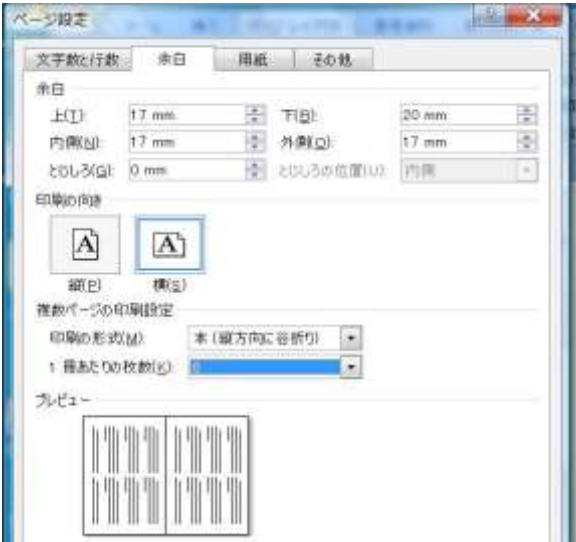 ページ設定
文字数と行数 余白 用紙 その他
余白
上(T): 17 mm 下(B): 20 mm
内側(N): 17 mm 外側(O): 17 mm
とじしろ(G): 0 mm とじしろの位置(U): 内側
印刷の向き
A A
縦(P) 横(S)
複数ページの印刷設定
印刷の形式(M): 本 (縦方向に谷折り)
1 冊あたりの枚数(K):
プレビュー